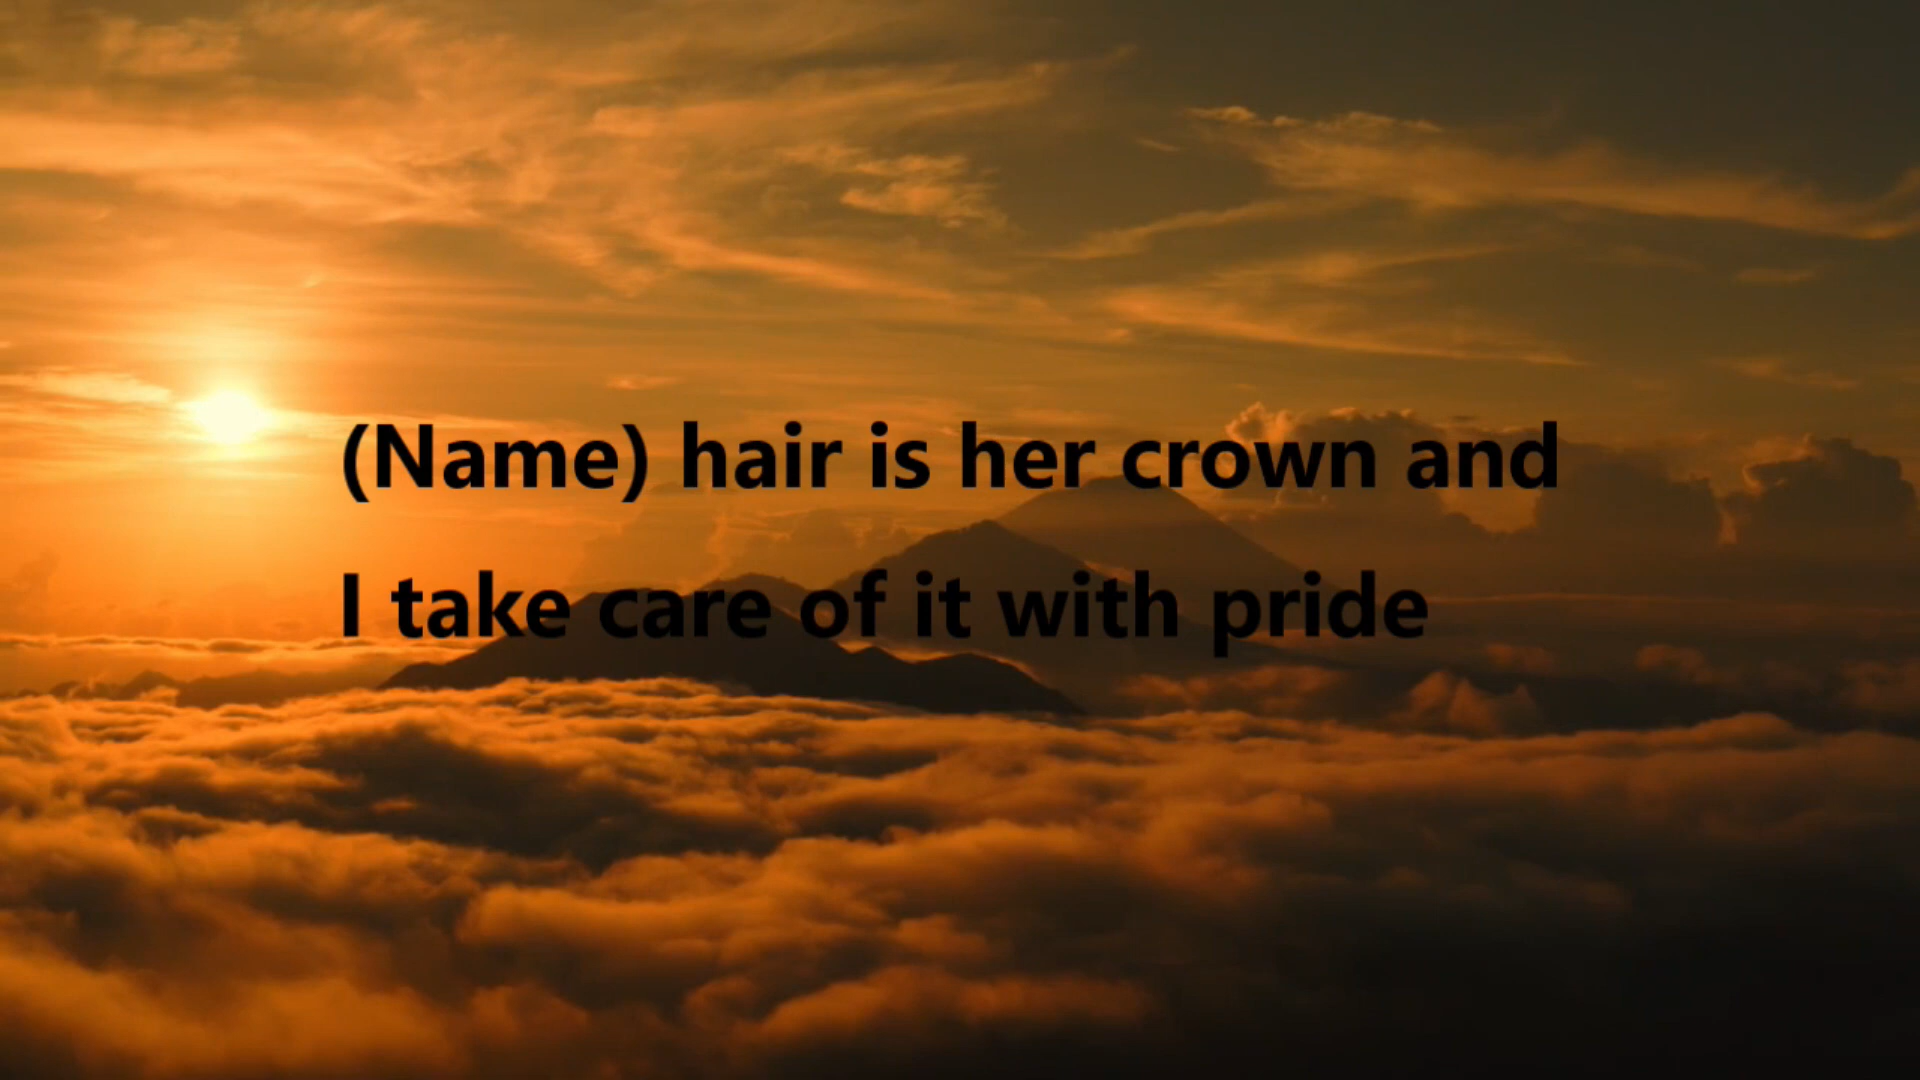 (Name) hair is her crown and
I take care of it with pride